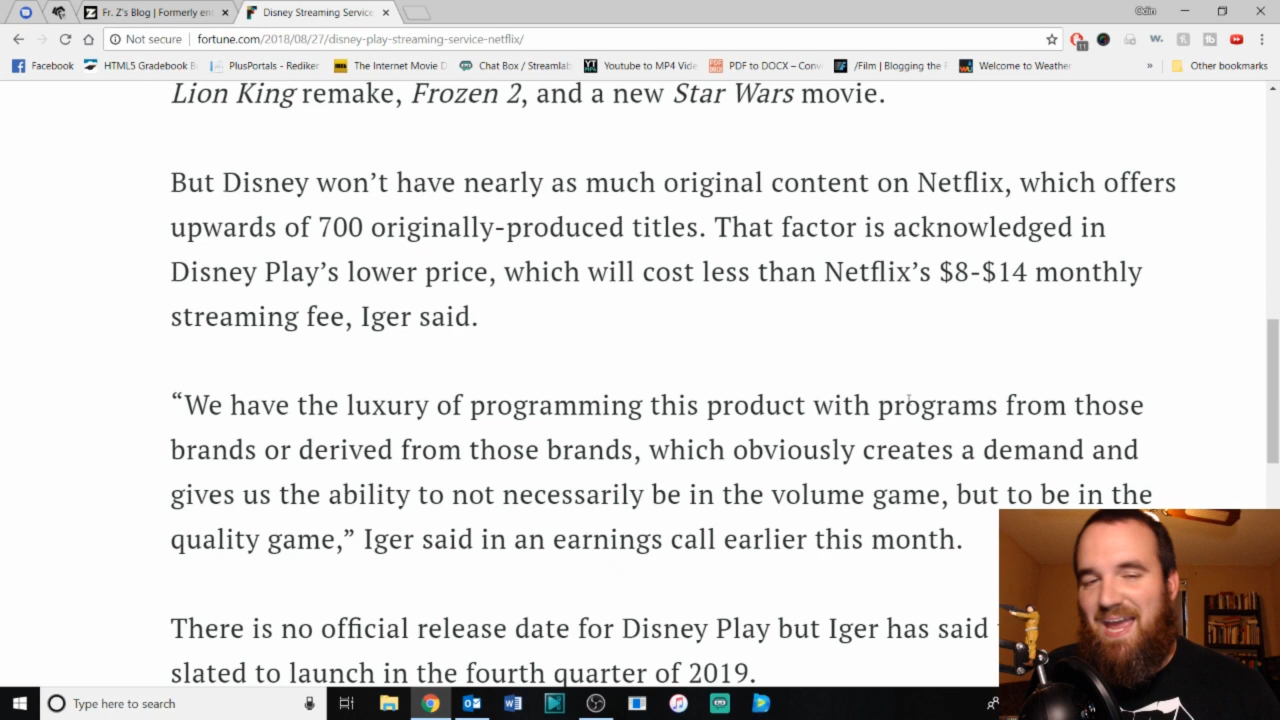 Fr. Z's Blog | Formerly en
Disney Streaming Service
Odin
Not secure
fortune.com/2018/08/27/disney-play-streaming-service-netflix/
11
Facebook
HTML5 Gradebook B
PlusPortals - Rediker
The Internet Movie D
Chat Box / Streamlab
Youtube to MP4 Vide
PDF to DOCX – Conv
/Film | Blogging the F
Welcome to Weather
»
Other bookmarks
Lion King remake, Frozen 2, and a new Star Wars movie.
But Disney won’t have nearly as much original content on Netflix, which offers
upwards of 700 originally-produced titles. That factor is acknowledged in
Disney Play’s lower price, which will cost less than Netflix’s $8-$14 monthly
streaming fee, Iger said.
“We have the luxury of programming this product with programs from those
brands or derived from those brands, which obviously creates a demand and
gives us the ability to not necessarily be in the volume game, but to be in the
quality game,” Iger said in an earnings call earlier this month.
There is no official release date for Disney Play but Iger has said
slated to launch in the fourth quarter of 2019.
Type here to search